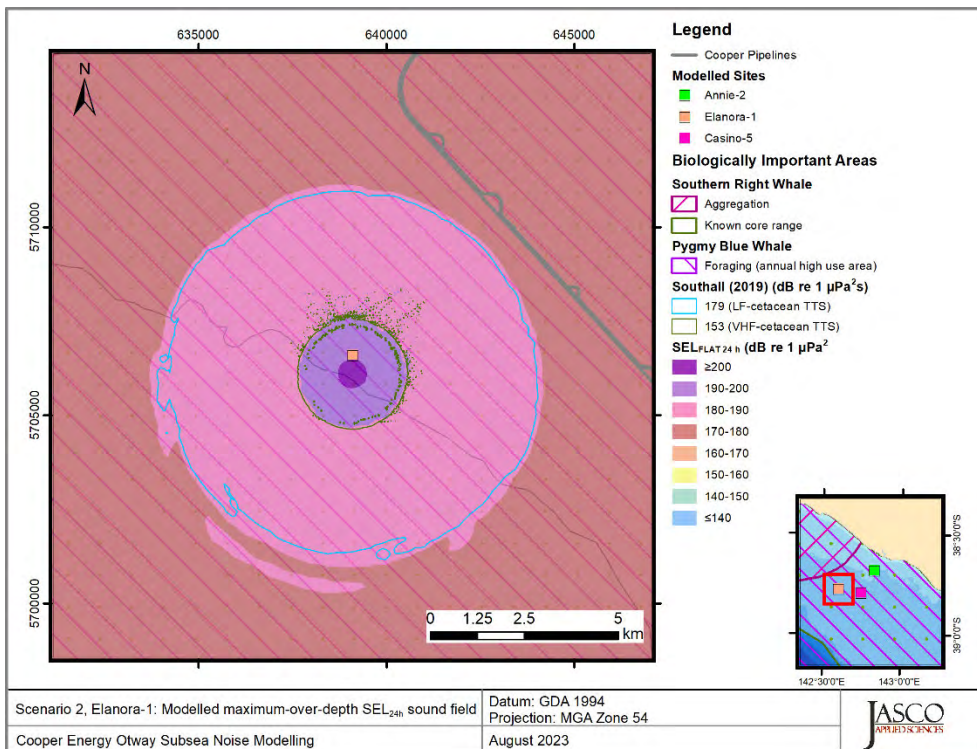 635000
640000
645000
N
5710000
5705000
5700000
0 1.25 2.5 5
km
Legend
Cooper Pipelines
Modelled Sites
Annie-2
Elanora-1
Casino-5
Biologically Important Areas
Southern Right Whale
Aggregation
Known core range
Pygmy Blue Whale
Foraging (annual high use area)
Southall (2019) (dB re 1 µPa²s)
179 (LF-cetacean TTS)
153 (VHF-cetacean TTS)
SELFLAT 24 h (dB re 1 µPa²
≥200
190-200
180-190
170-180
160-170
150-160
140-150
≤140
38°30'0"S
39°0'0"S
142°30'0"E 143°0'0"E
Scenario 2, Elanora-1: Modelled maximum-over-depth SEL24h sound field
Cooper Energy Otway Subsea Noise Modelling
Datum: GDA 1994
Projection: MGA Zone 54
August 2023
JASCO
APPLIED SCIENCES